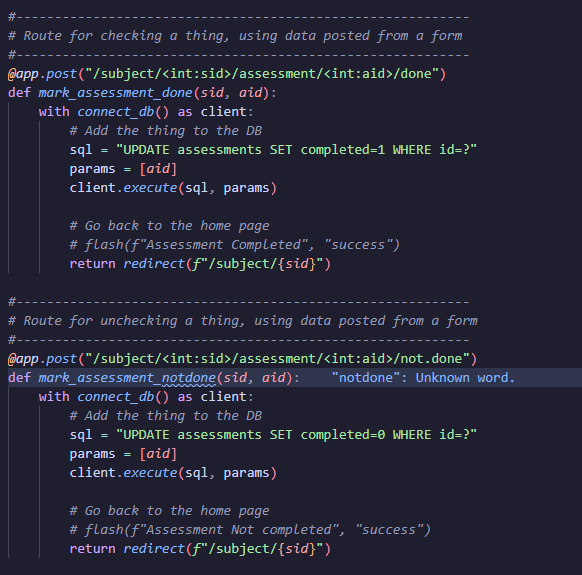 #-----------------------------------------------------------
# Route for checking a thing, using data posted from a form
#-----------------------------------------------------------
@app.post("/subject/<int:sid>/assessment/<int:aid>/done")
def mark_assessment_done(sid, aid):
    with connect_db() as client:
        # Add the thing to the DB
        sql = "UPDATE assessments SET completed=1 WHERE id=?"
        params = [aid]
        client.execute(sql, params)

        # Go back to the home page
        # flash(f"Assessment Completed", "success")
        return redirect(f"/subject/{sid}")

#-----------------------------------------------------------
# Route for unchecking a thing, using data posted from a form
#-----------------------------------------------------------
@app.post("/subject/<int:sid>/assessment/<int:aid>/not.done")
def mark_assessment_notdone(sid, aid):    "notdone": Unknown word.
    with connect_db() as client:
        # Add the thing to the DB
        sql = "UPDATE assessments SET completed=0 WHERE id=?"
        params = [aid]
        client.execute(sql, params)

        # Go back to the home page
        # flash(f"Assessment Not completed", "success")
        return redirect(f"/subject/{sid}")